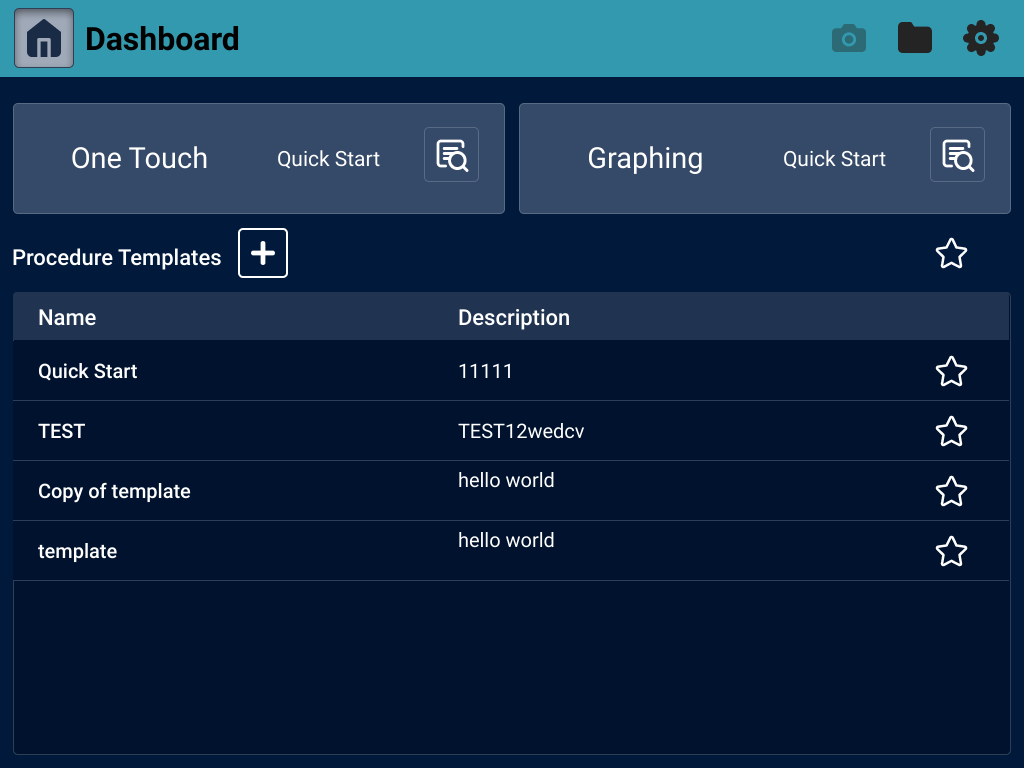 Dashboard
One Touch Quick Start
Graphing Quick Start
Procedure Templates
Name Description
Quick Start 11111
TEST TEST12wedcv
Copy of template hello world
template hello world